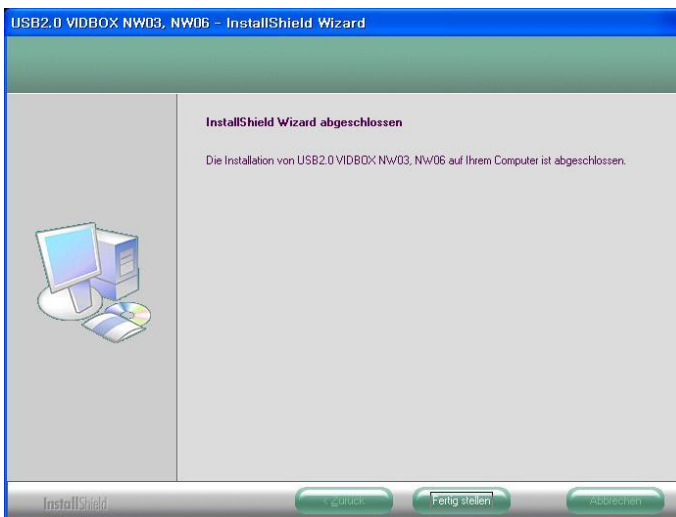 USB2.0 VIDBOX NW03, NW06 - InstallShield Wizard
InstallShield Wizard abgeschlossen
Die Installation von USB2.0 VIDBOX NW03, NW06 auf Ihrem Computer ist abgeschlossen.
InstallShield
< Zurück
Fertig stellen
Abbrechen